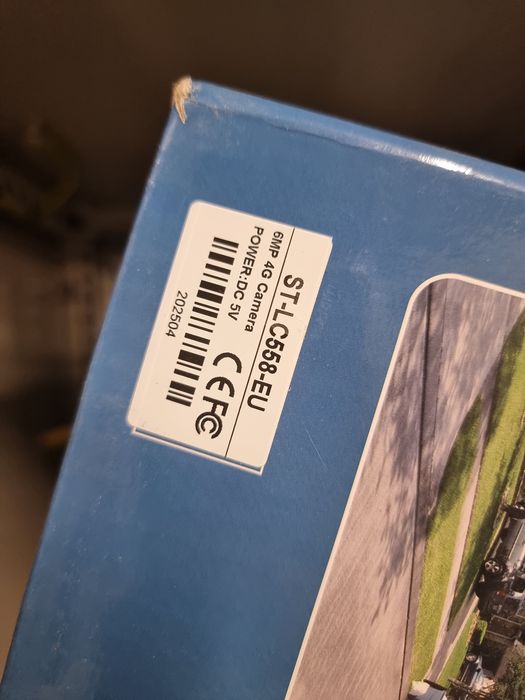 ST-LC558-EU
6MP 4G Camera
POWER:DC 5V
CE FC
202504